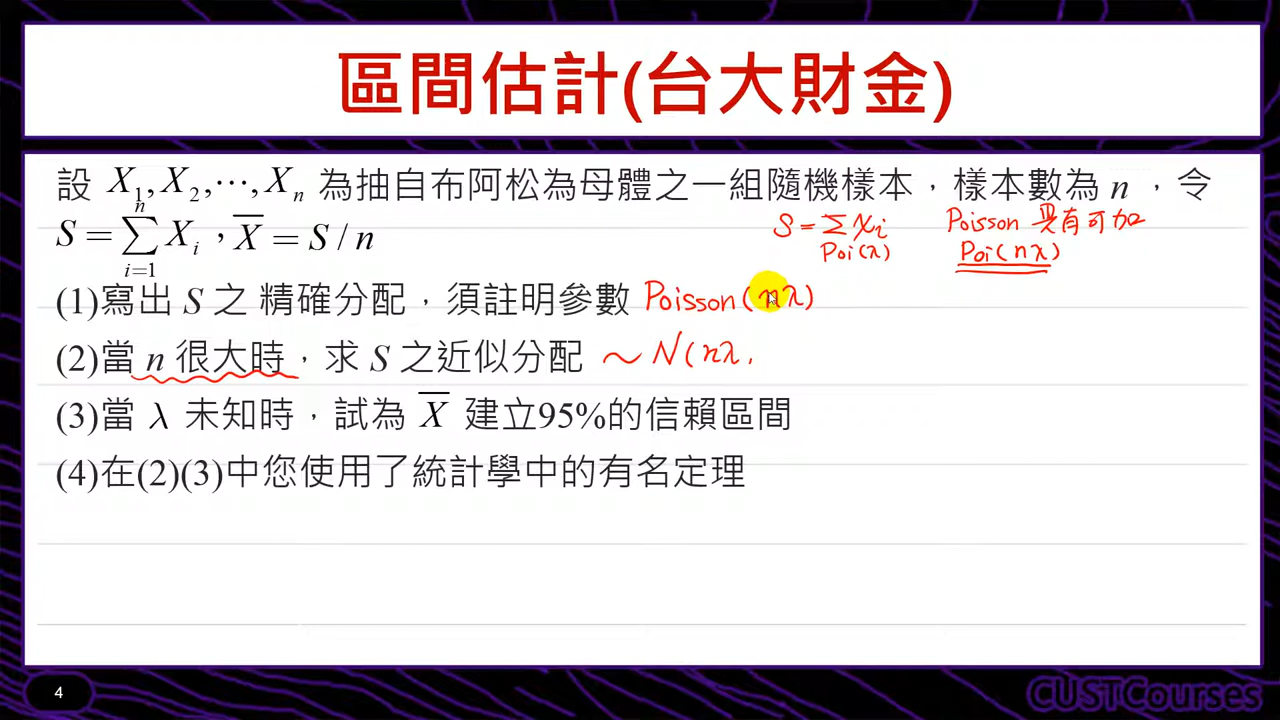 區間估計(台大財金)
設 X₁, X₂, ⋯, Xₙ 為抽自布阿松為母體之一組隨機樣本，樣本數為 n，令
S = ∑ᵢ₌₁ⁿ Xᵢ，X̄ = S / n
S = ΣXᵢ Poisson 具有可加
Poi(λ) Poi(nλ)
(1)寫出 S 之 精確分配，須註明參數 Poisson(nλ)
(2)當 n 很大時，求 S 之近似分配 ~ N(nλ,
(3)當 λ 未知時，試為 X̄ 建立95%的信賴區間
(4)在(2)(3)中您使用了統計學中的有名定理
4
CUSTCourses